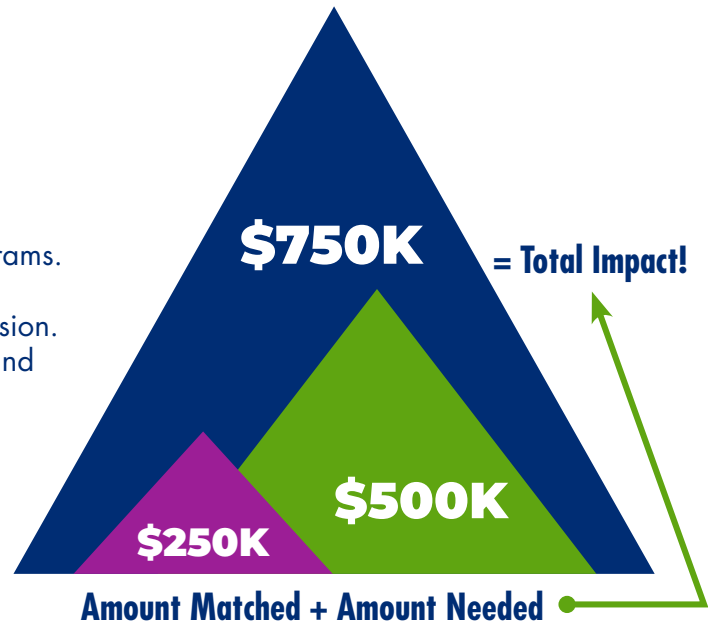 $750K
= Total Impact!
rams.
sion.
nd
$500K
$250K
Amount Matched + Amount Needed